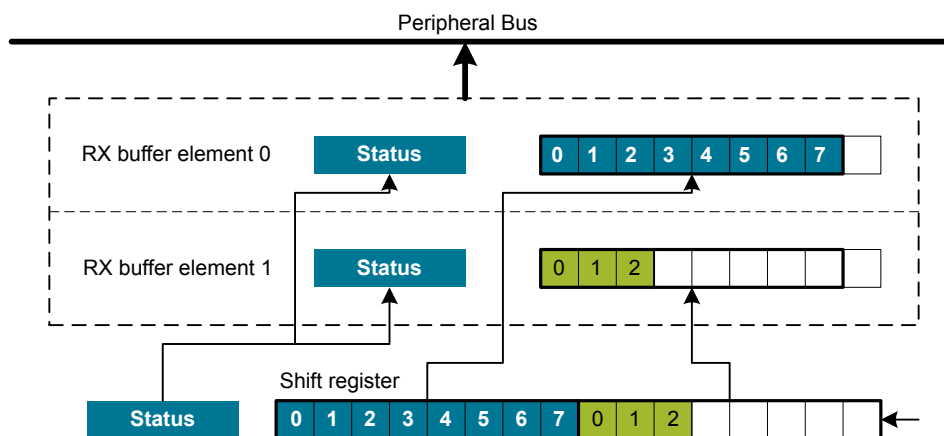 Peripheral Bus
RX buffer element 0 Status 0 1 2 3 4 5 6 7
RX buffer element 1 Status 0 1 2
Shift register
Status 0 1 2 3 4 5 6 7 0 1 2